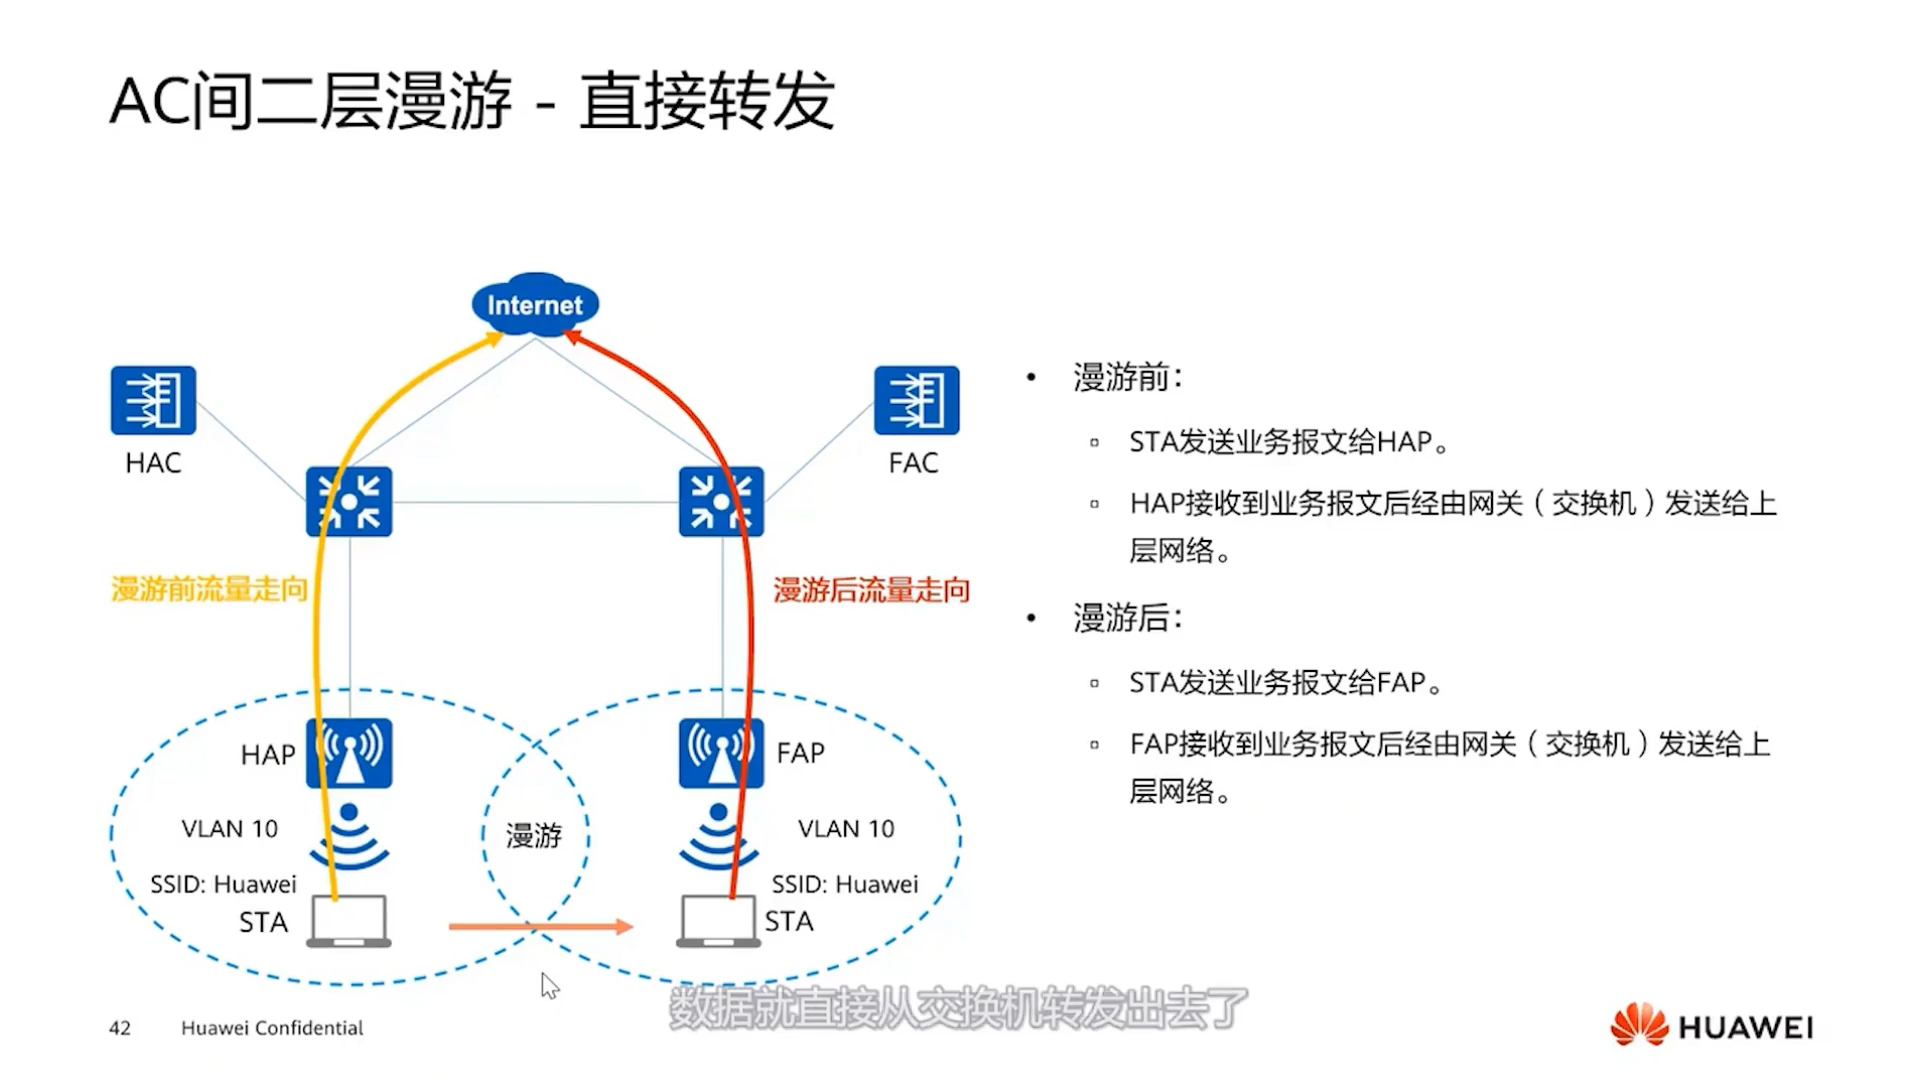 AC间二层漫游 - 直接转发
Internet
HAC
FAC
漫游前流量走向
漫游后流量走向
HAP
FAP
VLAN 10
漫游
VLAN 10
SSID: Huawei
SSID: Huawei
STA
STA
• 漫游前：
▫ STA发送业务报文给HAP。
▫ HAP接收到业务报文后经由网关（交换机）发送给上
层网络。
• 漫游后：
▫ STA发送业务报文给FAP。
▫ FAP接收到业务报文后经由网关（交换机）发送给上
层网络。
数据就直接从交换机转发出去了
42 Huawei Confidential
HUAWEI